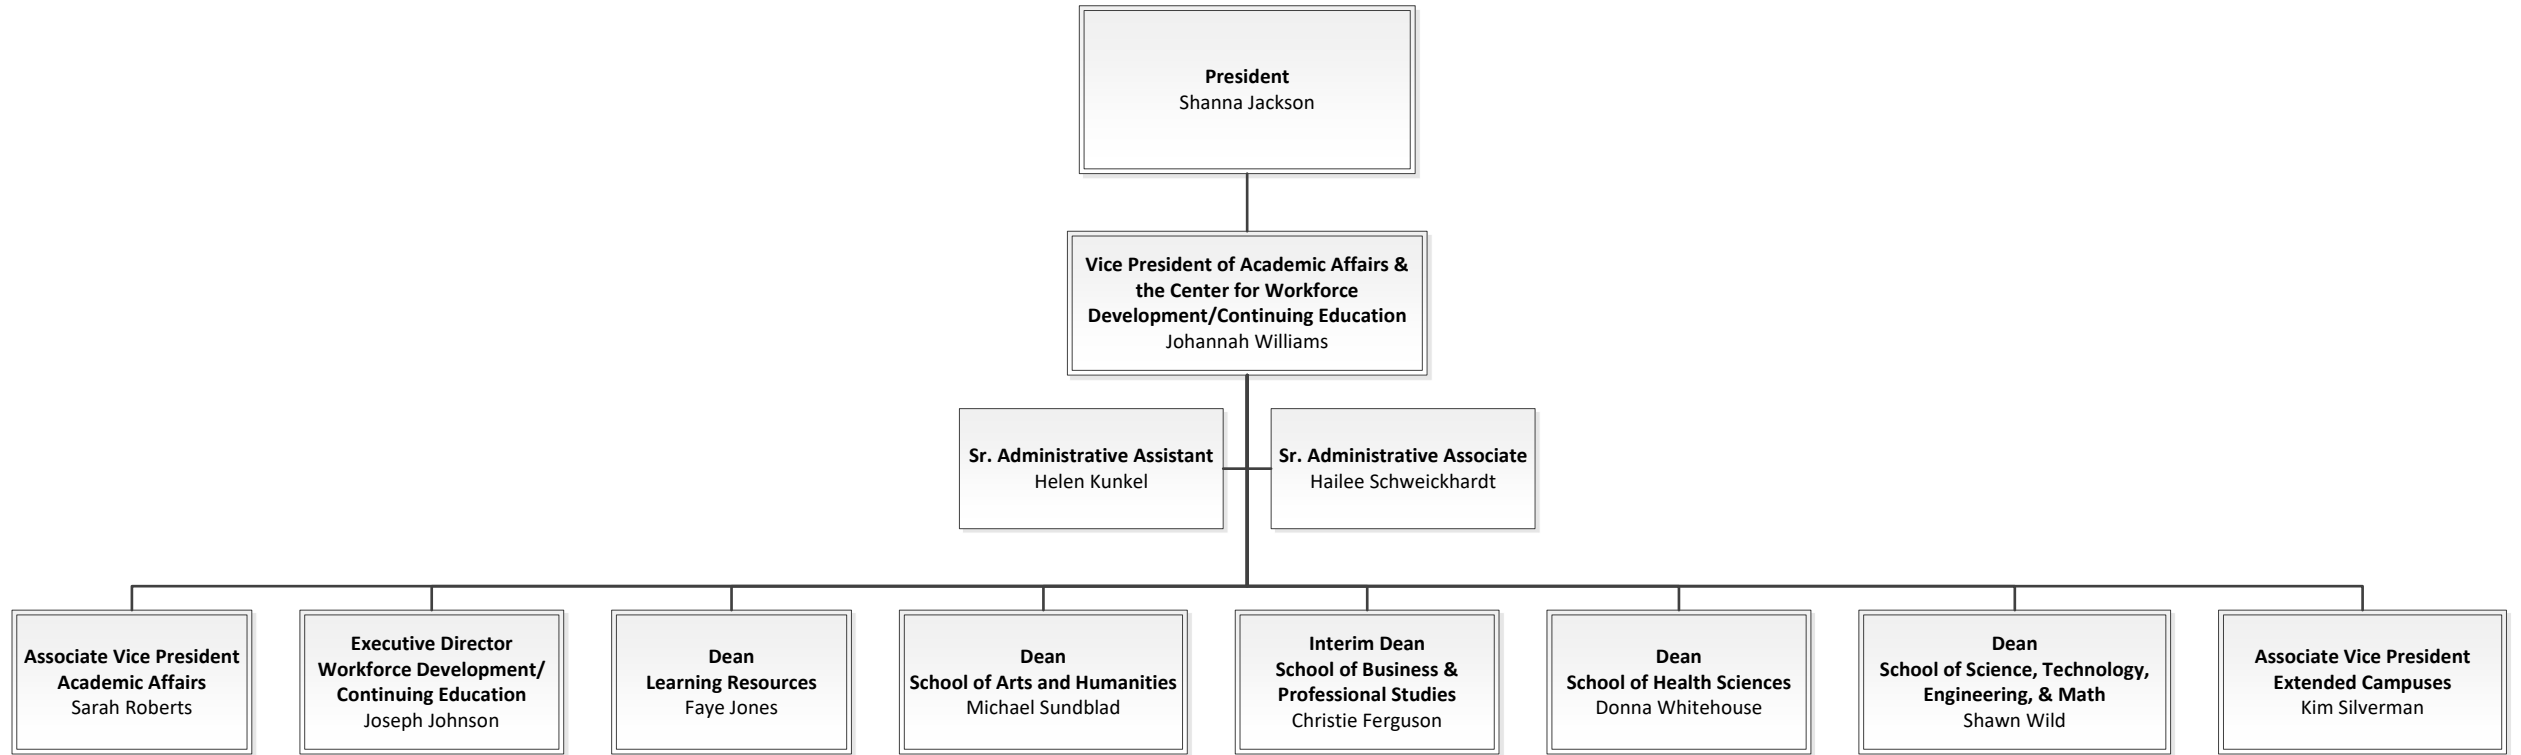 President
Shanna Jackson
Vice President of Academic Affairs &
the Center for Workforce
Development/Continuing Education
Johannah Williams
Sr. Administrative Assistant
Helen Kunkel
Sr. Administrative Associate
Hailee Schweickhardt
Associate Vice President
Academic Affairs
Sarah Roberts
Executive Director
Workforce Development/
Continuing Education
Joseph Johnson
Dean
Learning Resources
Faye Jones
Dean
School of Arts and Humanities
Michael Sundblad
Interim Dean
School of Business &
Professional Studies
Christie Ferguson
Dean
School of Health Sciences
Donna Whitehouse
Dean
School of Science, Technology,
Engineering, & Math
Shawn Wild
Associate Vice President
Extended Campuses
Kim Silverman